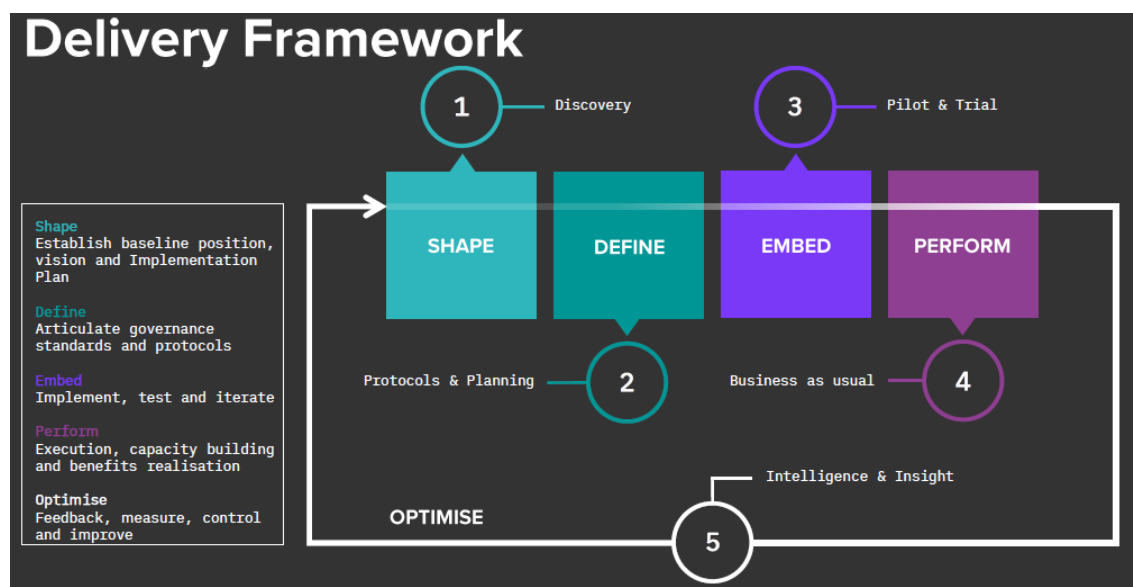 Delivery Framework
1
Discovery
3
Pilot & Trial
SHAPE
DEFINE
EMBED
PERFORM
Shape
Establish baseline position,
vision and Implementation
Plan
Define
Articulate governance
standards and protocols
Embed
Implement, test and iterate
Perform
Execution, capacity building
and benefits realisation
Optimise
Feedback, measure, control
and improve
Protocols & Planning
2
Business as usual
4
Intelligence & Insight
OPTIMISE
5